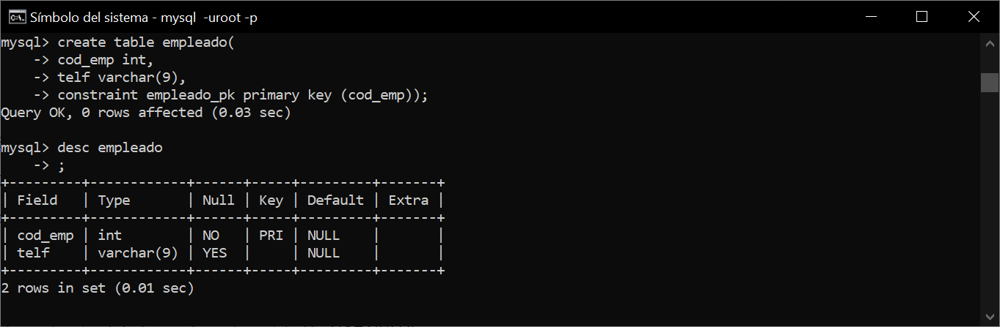 Símbolo del sistema - mysql  -uroot -p
mysql> create table empleado(
    -> cod_emp int,
    -> telf varchar(9),
    -> constraint empleado_pk primary key (cod_emp));
Query OK, 0 rows affected (0.03 sec)

mysql> desc empleado
    -> ;
+---------+------------+------+-----+---------+-------+
| Field   | Type       | Null | Key | Default | Extra |
+---------+------------+------+-----+---------+-------+
| cod_emp | int        | NO   | PRI | NULL    |       |
| telf    | varchar(9) | YES  |     | NULL    |       |
+---------+------------+------+-----+---------+-------+
2 rows in set (0.01 sec)